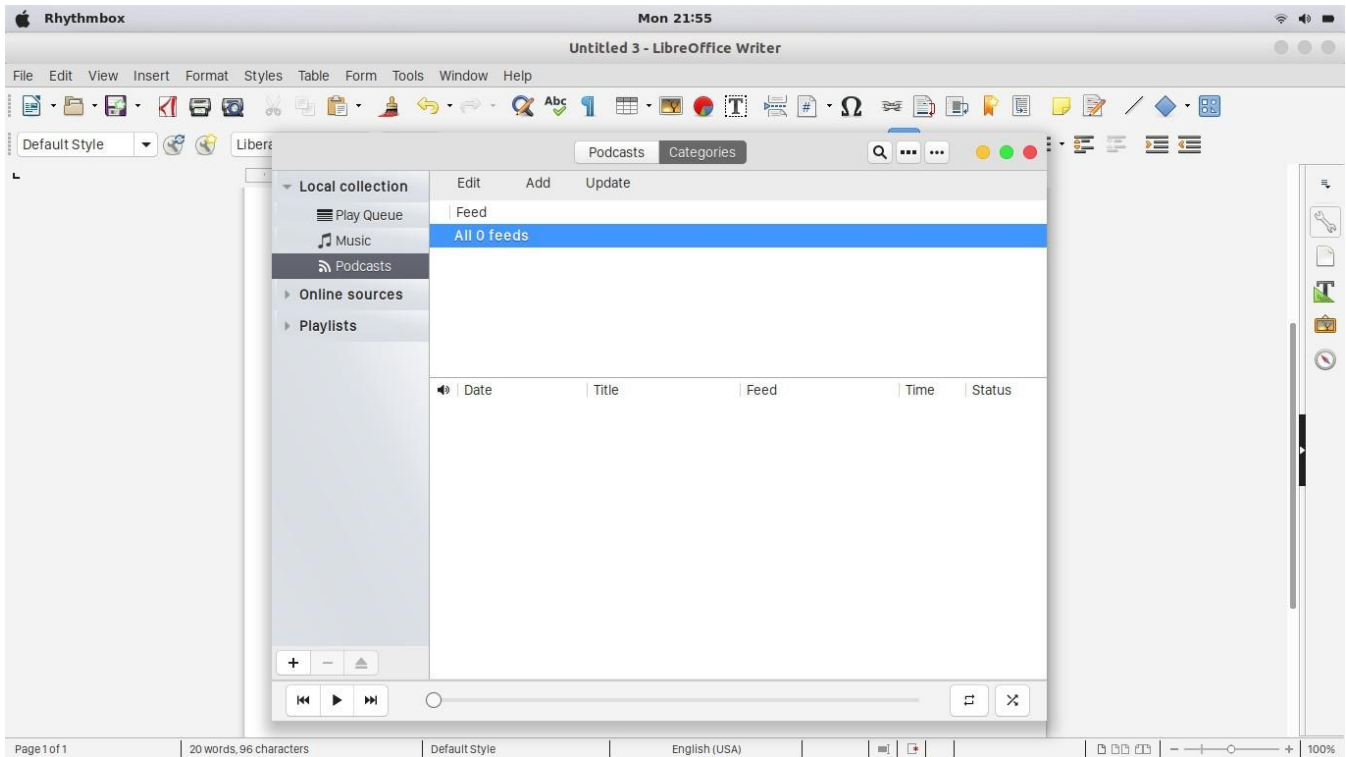 Rhythmbox Mon 21:55
Untitled 3 - LibreOffice Writer
File Edit View Insert Format Styles Table Form Tools Window Help
Abc
Default Style
Podcasts Categories
Local collection Edit Add Update
Play Queue Feed
Music All 0 feeds
Podcasts
Online sources
Playlists
Date Title Feed Time Status
Page 1 of 1 20 words, 96 characters Default Style English (USA) 100%